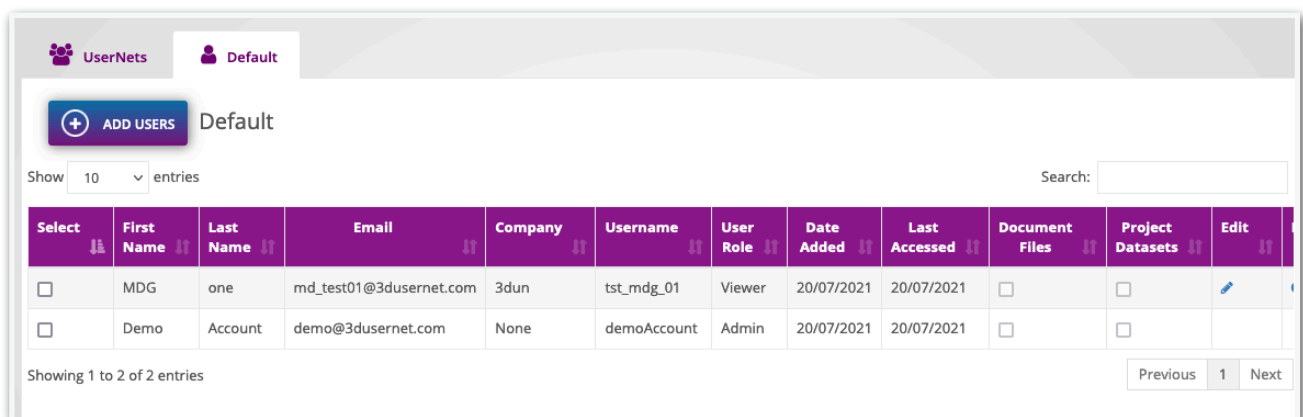 UserNets Default
ADD USERS Default
Show 10 entries Search:
Select First Name Last Name Email Company Username User Role Date Added Last Accessed Document Files Project Datasets Edit
MDG one md_test01@3dusernet.com 3dun tst_mdg_01 Viewer 20/07/2021 20/07/2021
Demo Account demo@3dusernet.com None demoAccount Admin 20/07/2021 20/07/2021
Showing 1 to 2 of 2 entries Previous 1 Next